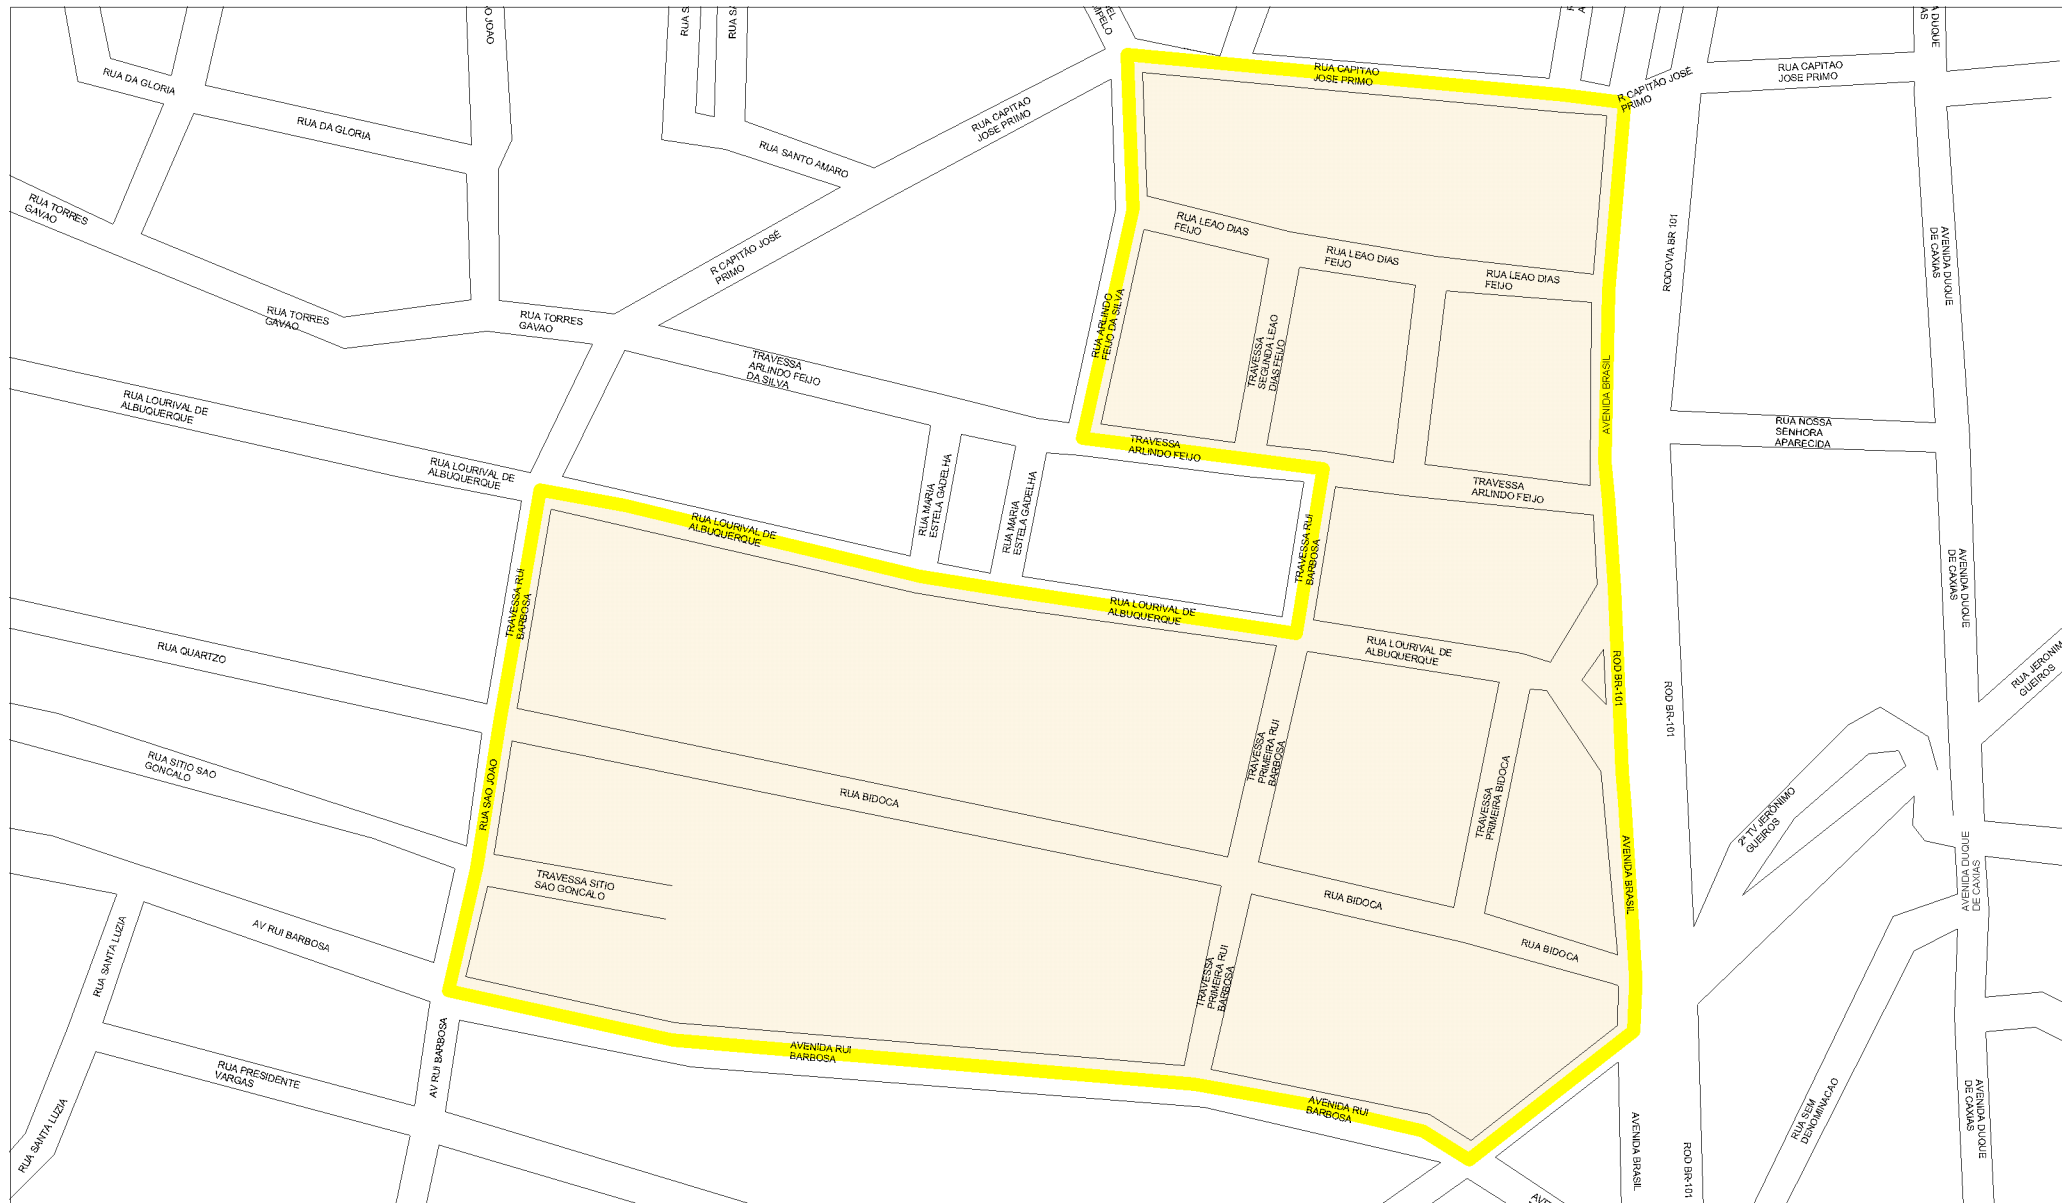 RUA DA GLORIA
RUA DA GLORIA
O JOAO
RUA S
RUA SA
RUA SANTO AMARO
RUA CAPITAO
JOSE PRIMO
RUA CAPITAO
JOSE PRIMO
R CAPITÃO JOSÉ
PRIMO
RUA CAPITAO
JOSE PRIMO
RUA TORRES
GAVAO
R CAPITÃO JOSÉ
PRIMO
RUA LEAO DIAS
FEIJO
RUA LEAO DIAS
FEIJO
RUA LEAO DIAS
FEIJO
RODOVIA BR 101
AVENIDA DUQUE
DE CAXIAS
RUA TORRES
GAVAO
RUA TORRES
GAVAO
RUA ARLINDO
FEIJO DA SILVA
TRAVESSA
SEGUNDA LEAO
DIAS FEIJO
AVENIDA BRASIL
TRAVESSA
ARLINDO FEIJO
DA SILVA
RUA LOURIVAL DE
ALBUQUERQUE
RUA NOSSA
SENHORA
APARECIDA
TRAVESSA
ARLINDO FEIJO
RUA LOURIVAL DE
ALBUQUERQUE
TRAVESSA
ARLINDO FEIJO
RUA MARIA
ESTELA GADELHA
RUA MARIA
ESTELA GADELHA
RUA LOURIVAL DE
ALBUQUERQUE
TRAVESSA RUI
BARBOSA
AVENIDA DUQUE
DE CAXIAS
TRAVESSA RUI
BARBOSA
RUA LOURIVAL DE
ALBUQUERQUE
RUA LOURIVAL DE
ALBUQUERQUE
RUA QUARTZO
ROD BR-101
ROD BR-101
RUA JERONIM
GUEIROS
RUA SITIO SAO
GONCALO
RUA SAO JOAO
RUA BIDOCA
TRAVESSA
PRIMEIRA RUI
BARBOSA
TRAVESSA
PRIMEIRA BIDOCA
2ª TV JERÔNIMO
GUEIROS
AVENIDA BRASIL
AVENIDA DUQUE
DE CAXIAS
TRAVESSA SITIO
SAO GONCALO
RUA BIDOCA
RUA BIDOCA
RUA SANTA LUZIA
AV RUI BARBOSA
TRAVESSA
PRIMEIRA RUI
BARBOSA
AV RUI BARBOSA
AVENIDA RUI
BARBOSA
RUA PRESIDENTE
VARGAS
AVENIDA RUI
BARBOSA
RUA SANTA LUZIA
AVENIDA BRASIL
ROD BR-101
RUA SEM
DENOMINACAO
AVENIDA DUQUE
DE CAXIAS